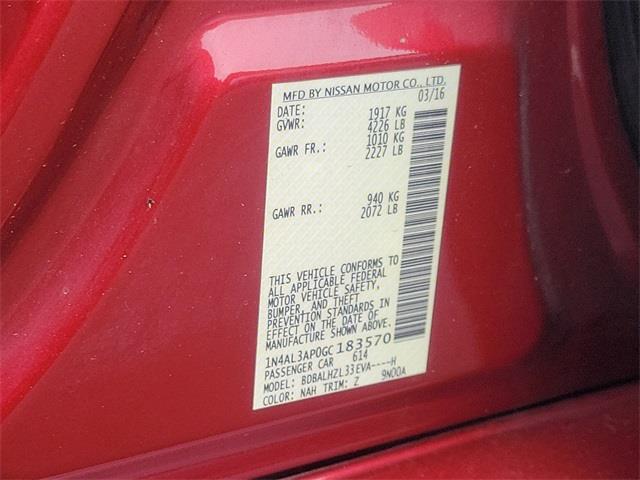 MFD BY NISSAN MOTOR CO., LTD.
DATE: 03/16
GVWR: 1917 KG
4226 LB
GAWR FR.: 1010 KG
2227 LB
GAWR RR.: 940 KG
2072 LB
THIS VEHICLE CONFORMS TO
ALL APPLICABLE FEDERAL
MOTOR VEHICLE SAFETY,
BUMPER, AND THEFT
PREVENTION STANDARDS IN
EFFECT ON THE DATE OF
MANUFACTURE SHOWN ABOVE.
1N4AL3AP0GC183570
PASSENGER CAR 614
MODEL: BDBALHZL33EVA----H
COLOR: NAH TRIM: Z 9N00A